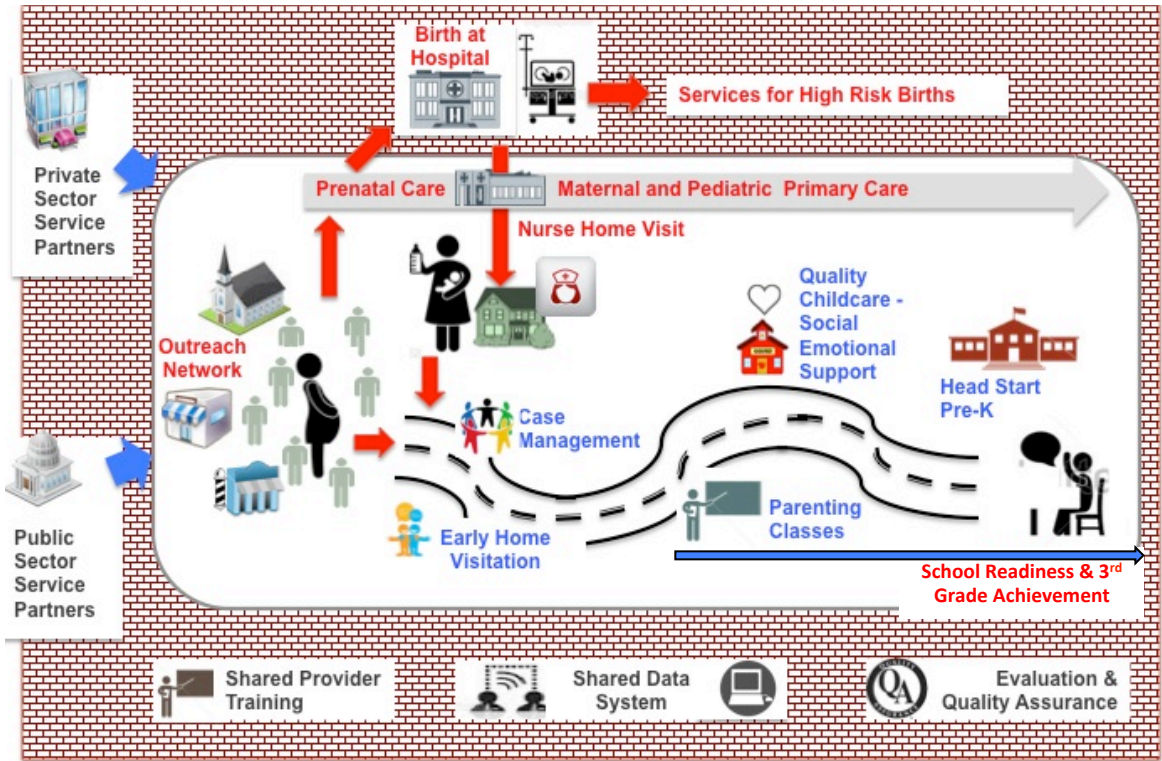 Birth at
Hospital
Services for High Risk Births
Private
Sector
Service
Partners
Prenatal Care
Maternal and Pediatric Primary Care
Nurse Home Visit
Outreach
Network
Quality
Childcare -
Social
Emotional
Support
Head Start
Pre-K
Case
Management
Public
Sector
Service
Partners
Early Home
Visitation
Parenting
Classes
School Readiness & 3rd
Grade Achievement
Shared Provider
Training
Shared Data
System
QUALITY
QA
ASSURANCE
Evaluation &
Quality Assurance